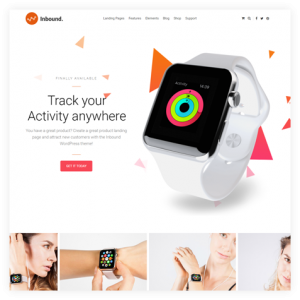 Inbound.
Landing Pages Features Elements Blog Shop Support
FINALLY AVAILABLE
Track your
Activity anywhere
You have a great product? Create a great product landing
page and attract new customers with the Inbound
WordPress theme!
GET IT TODAY
Activity